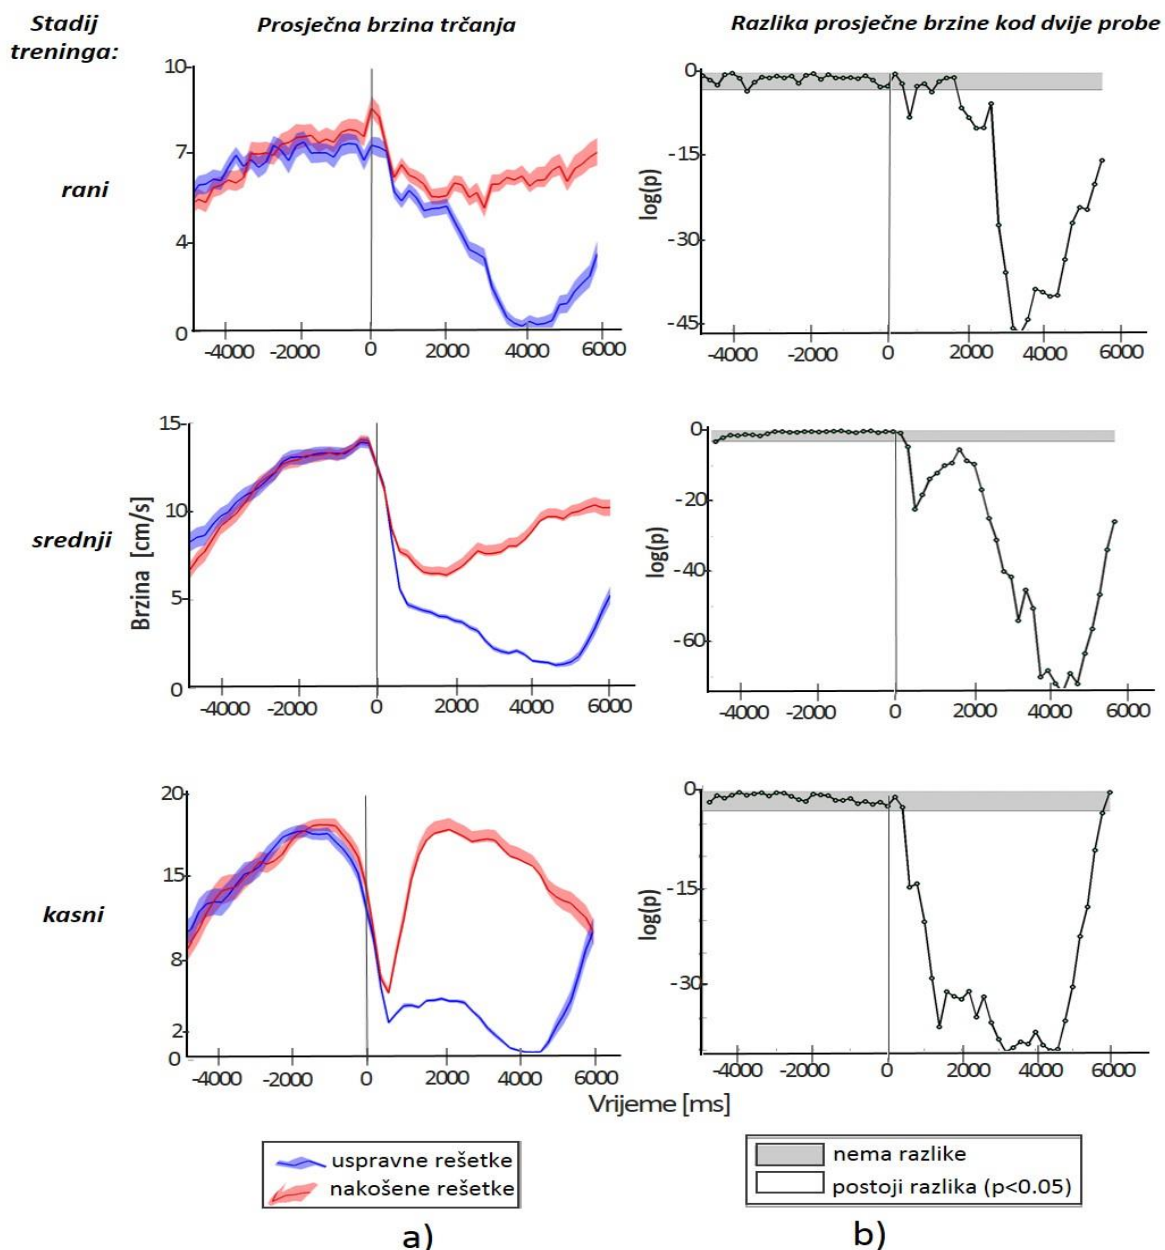 Stadij
treninga:
Prosječna brzina trčanja
Razlika prosječne brzine kod dvije probe
rani
10
7
4
0
-4000 -2000 0 2000 4000 6000
log(p)
0
-15
-30
-45
-4000 -2000 0 2000 4000 6000
srednji
Brzina [cm/s]
15
10
5
0
-4000 -2000 0 2000 4000 6000
log(p)
0
-20
-40
-60
-4000 -2000 0 2000 4000 6000
kasni
20
15
8
2
0
-4000 -2000 0 2000 4000 6000
log(p)
0
-15
-30
-4000 -2000 0 2000 4000 6000
Vrijeme [ms]
uspravne rešetke
nakošene rešetke
nema razlike
postoji razlika (p<0.05)
a)
b)